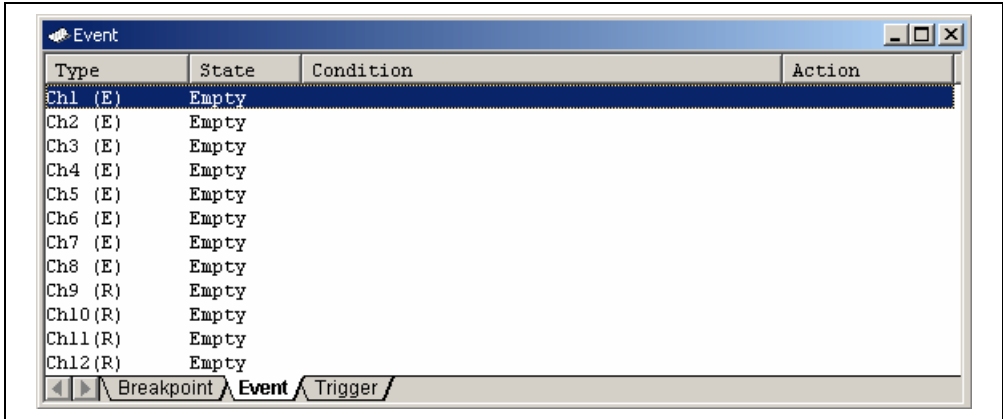 Event
Type State Condition Action
Ch1 (E) Empty
Ch2 (E) Empty
Ch3 (E) Empty
Ch4 (E) Empty
Ch5 (E) Empty
Ch6 (E) Empty
Ch7 (E) Empty
Ch8 (E) Empty
Ch9 (R) Empty
Ch10(R) Empty
Ch11(R) Empty
Ch12(R) Empty
Breakpoint Event Trigger